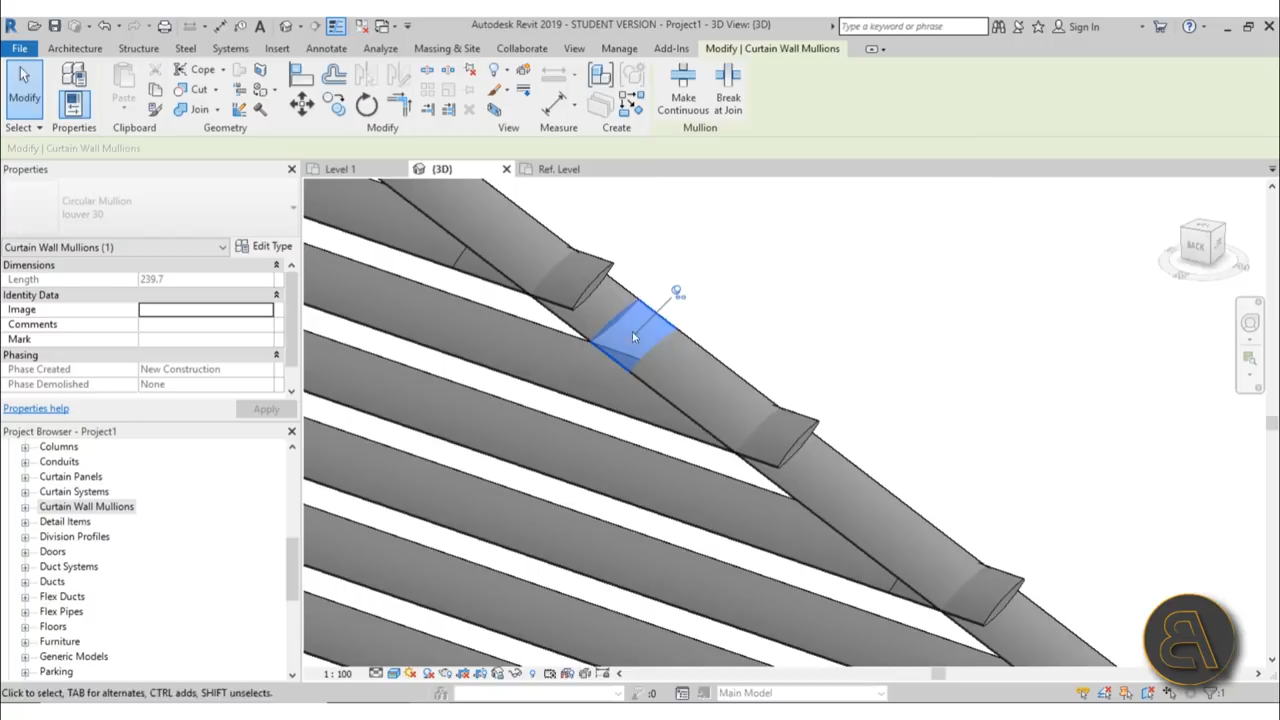 Autodesk Revit 2019 - STUDENT VERSION - Project1 - 3D View: {3D}
Type a keyword or phrase
Sign In
File Architecture Structure Steel Systems Insert Annotate Analyze Massing & Site Collaborate View Manage Add-Ins Modify | Curtain Wall Mullions
Modify
Paste
Cope
Cut
Join
Make Continuous
Break at Join
Select Properties Clipboard Geometry Modify View Measure Create Mullion
Modify | Curtain Wall Mullions
Properties
Level 1
{3D}
Ref. Level
Circular Mullion
louver 30
Curtain Wall Mullions (1)
Edit Type
Dimensions
Length 239.7
Identity Data
Image
Comments
Mark
Phasing
Phase Created New Construction
Phase Demolished None
Properties help
Apply
Project Browser - Project1
Columns
Conduits
Curtain Panels
Curtain Systems
Curtain Wall Mullions
Detail Items
Division Profiles
Doors
Duct Systems
Ducts
Flex Ducts
Flex Pipes
Floors
Furniture
Generic Models
Parking
BACK
1 : 100
Click to select, TAB for alternates, CTRL adds, SHIFT unselects.
:0
Main Model
:1